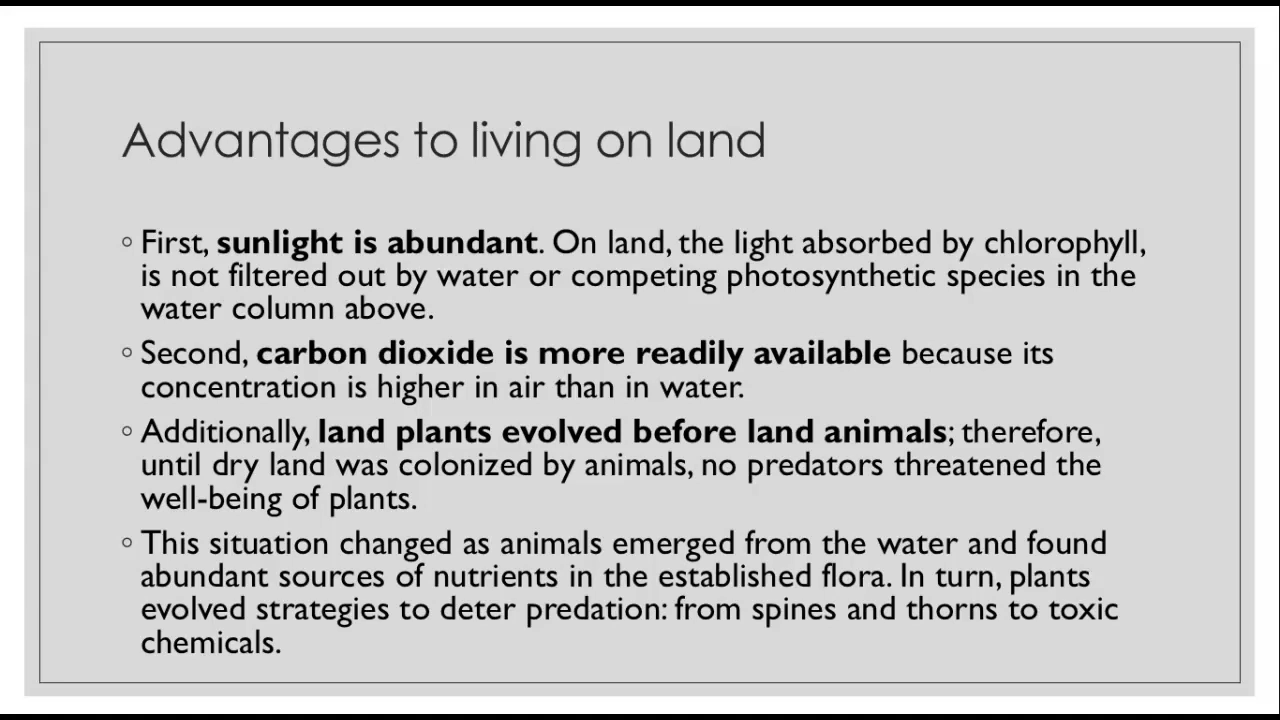 Advantages to living on land
◦ First, sunlight is abundant. On land, the light absorbed by chlorophyll,
is not filtered out by water or competing photosynthetic species in the
water column above.
◦ Second, carbon dioxide is more readily available because its
concentration is higher in air than in water.
◦ Additionally, land plants evolved before land animals; therefore,
until dry land was colonized by animals, no predators threatened the
well-being of plants.
◦ This situation changed as animals emerged from the water and found
abundant sources of nutrients in the established flora. In turn, plants
evolved strategies to deter predation: from spines and thorns to toxic
chemicals.